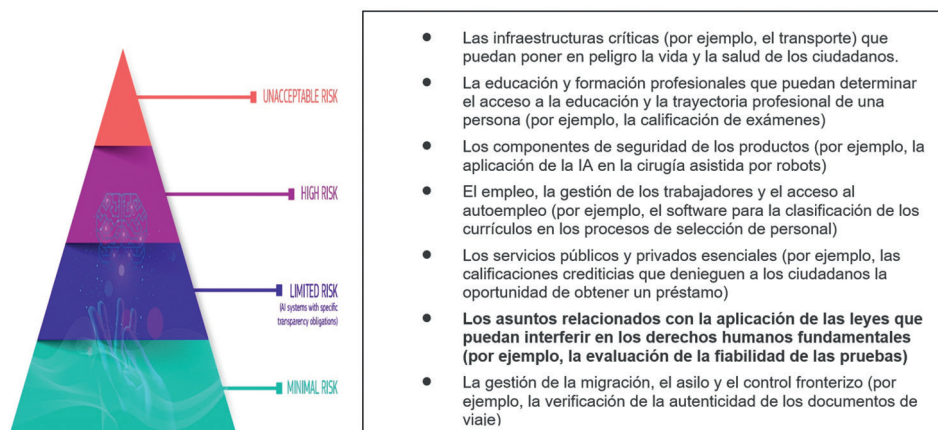 UNACCEPTABLE RISK
HIGH RISK
LIMITED RISK
(AI systems with specific
transparency obligations)
MINIMAL RISK
● Las infraestructuras críticas (por ejemplo, el transporte) que
puedan poner en peligro la vida y la salud de los ciudadanos.
● La educación y formación profesionales que puedan determinar
el acceso a la educación y la trayectoria profesional de una
persona (por ejemplo, la calificación de exámenes)
● Los componentes de seguridad de los productos (por ejemplo, la
aplicación de la IA en la cirugía asistida por robots)
● El empleo, la gestión de los trabajadores y el acceso al
autoempleo (por ejemplo, el software para la clasificación de los
currículos en los procesos de selección de personal)
● Los servicios públicos y privados esenciales (por ejemplo, las
calificaciones crediticias que denieguen a los ciudadanos la
oportunidad de obtener un préstamo)
● Los asuntos relacionados con la aplicación de las leyes que
puedan interferir en los derechos humanos fundamentales
(por ejemplo, la evaluación de la fiabilidad de las pruebas)
● La gestión de la migración, el asilo y el control fronterizo (por
ejemplo, la verificación de la autenticidad de los documentos de
viaje)